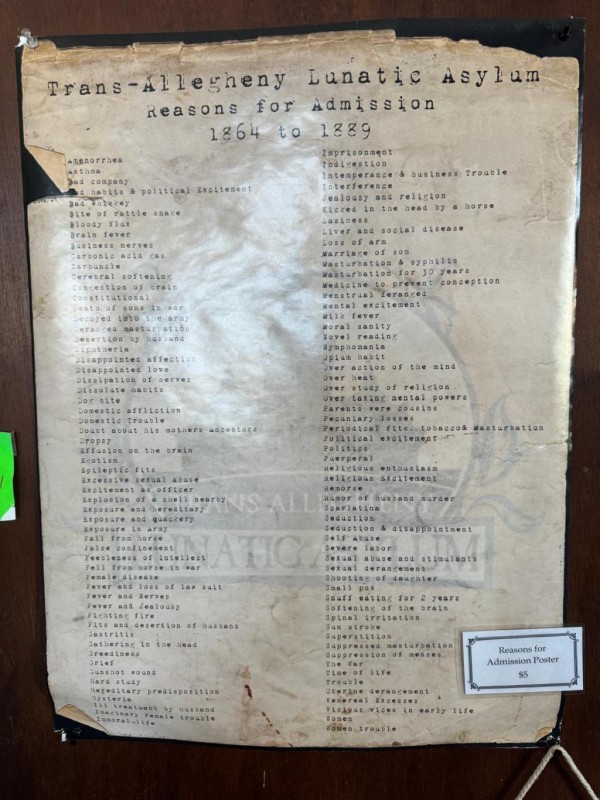 Trans-Allegheny Lunatic Asylum
Reasons for Admission
1864 to 1889
Amenorrhea
Asthma
Bad company
Bad habits & political Excitement
Bad whiskey
Bite of rattle snake
Bloody flux
Brain fever
Business nerves
Carbonic acid gas
Carbuncle
Cerebral softening
Congestion of brain
Constitutional
Death of sons in war
Decoyed into the army
Deranged masturbation
Desertion by husband
Diphtheria
Disappointed affection
Disappointed love
Dissipation of nerves
Dissolute habits
Dog bite
Domestic affliction
Domestic Trouble
Doubt about his mothers Ancestors
Dropsy
Effusion on the brain
Egotism
Epileptic fits
Excessive sexual abuse
Excitement as officer
Explosion of a shell nearby
Exposure and hereditary
Exposure and quackery
Exposure in Army
Fall from horse
False confinement
Feebleness of intellect
Fell from horse in war
Female disease
Fever and loss of law suit
Fever and Nerves
Fever and Jealousy
Fighting fire
Fits and desertion of husband
Gastritis
Gathering in the head
Greediness
Grief
Gunshot wound
Hard study
Hereditary predisposition
Hysteria
Ill treatment by husband
Imaginary female trouble
Immoral life
Imprisonment
Indigestion
Intemperance & business Trouble
Interference
Jealousy and religion
Kicked in the head by a horse
Laziness
Liver and social disease
Loss of arm
Marriage of son
Masturbation & syphilis
Masturbation for 30 years
Medicine to prevent conception
Menstrual deranged
Mental excitement
Milk fever
Moral sanity
Novel reading
Nymphomania
Opium habit
Over action of the mind
Over heat
Over study of religion
Over taking mental powers
Parents were cousins
Pecuniary losses
Periodical fits. tobacco& Masturbation
Political excitement
Politics
Puerperal
Religious enthusiasm
Religious Excitement
Remorse
Rumor of husband murder
Scarlatina
Seduction
Seduction & disappointment
Self Abuse
Severe labor
Sexual abuse and stimulants
Sexual derangement
Shooting of daughter
Small pox
Snuff eating for 2 years
Softening of the brain
Spinal irritation
Sun stroke
Superstition
Suppressed masturbation
Suppression of menses
The War
Time of life
Trouble
Uterine derangement
Venereal Excesses
Vicious vices in early life
Women
Women trouble
TRANS ALLEGHENY
LUNATIC ASYLUM
Reasons for
Admission Poster
$5